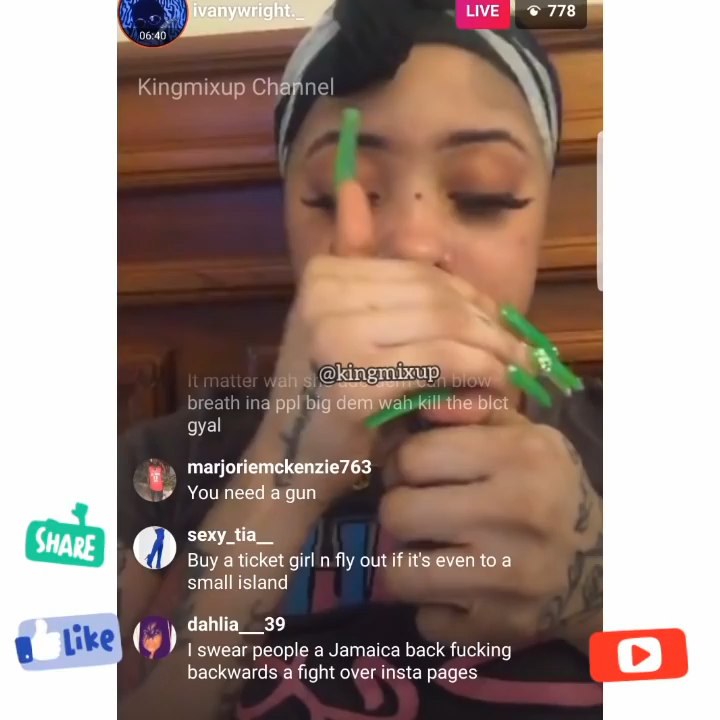 ivanywright._
LIVE
778
06:40
Kingmixup Channel
@kingmixup
It matter wah blow
breath ina ppl big dem wah kill the blct
gyal
marjoriemckenzie763
You need a gun
sexy_tia__
Buy a ticket girl n fly out if it's even to a
small island
dahlia___39
I swear people a Jamaica back fucking
backwards a fight over insta pages
SHARE
Like